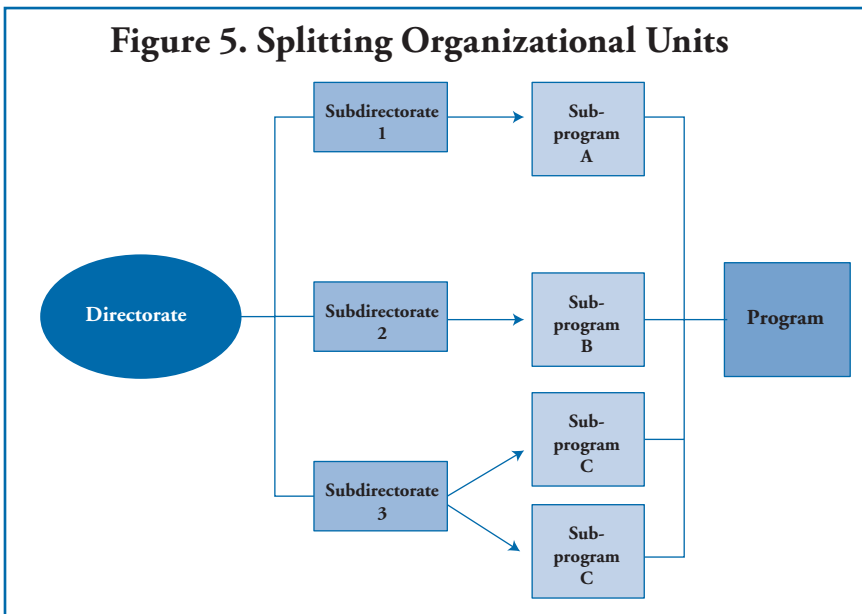 Figure 5. Splitting Organizational Units
Subdirectorate
1
Sub-
program
A
Directorate
Subdirectorate
2
Sub-
program
B
Program
Subdirectorate
3
Sub-
program
C
Sub-
program
C